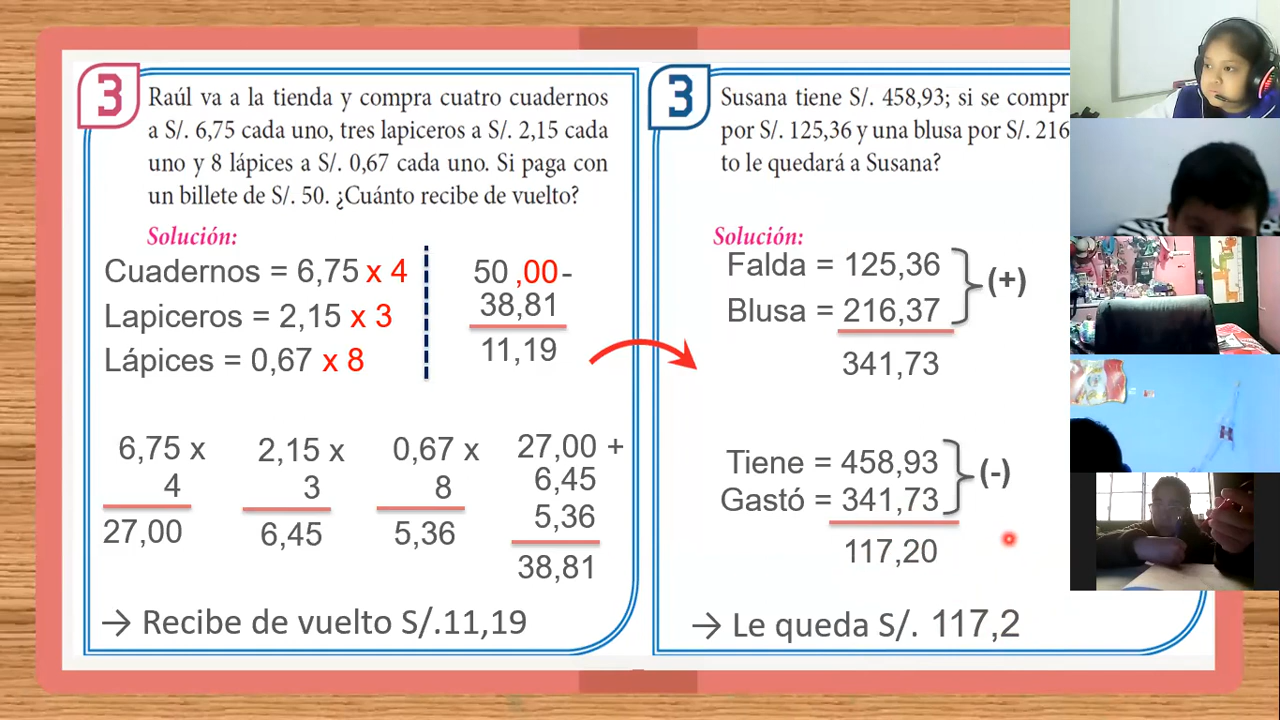 3
Raúl va a la tienda y compra cuatro cuadernos
a S/. 6,75 cada uno, tres lapiceros a S/. 2,15 cada
uno y 8 lápices a S/. 0,67 cada uno. Si paga con
un billete de S/. 50. ¿Cuánto recibe de vuelto?
Solución:
Cuadernos = 6,75 x 4
Lapiceros = 2,15 x 3
Lápices = 0,67 x 8
50 ,00 -
38,81
11,19
6,75 x
4
27,00
2,15 x
3
6,45
0,67 x
8
5,36
27,00 +
6,45
5,36
38,81
→ Recibe de vuelto S/.11,19
3
Susana tiene S/. 458,93; si se compr
por S/. 125,36 y una blusa por S/. 216
to le quedará a Susana?
Solución:
Falda = 125,36
Blusa = 216,37
(+)
341,73
Tiene = 458,93
Gastó = 341,73
(-)
117,20
→ Le queda S/. 117,2